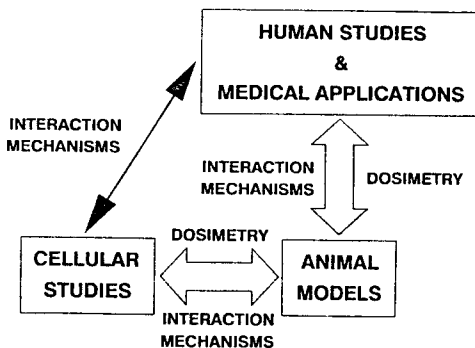 HUMAN STUDIES
&
MEDICAL APPLICATIONS
INTERACTION
MECHANISMS
INTERACTION
MECHANISMS
DOSIMETRY
DOSIMETRY
CELLULAR
STUDIES
ANIMAL
MODELS
INTERACTION
MECHANISMS